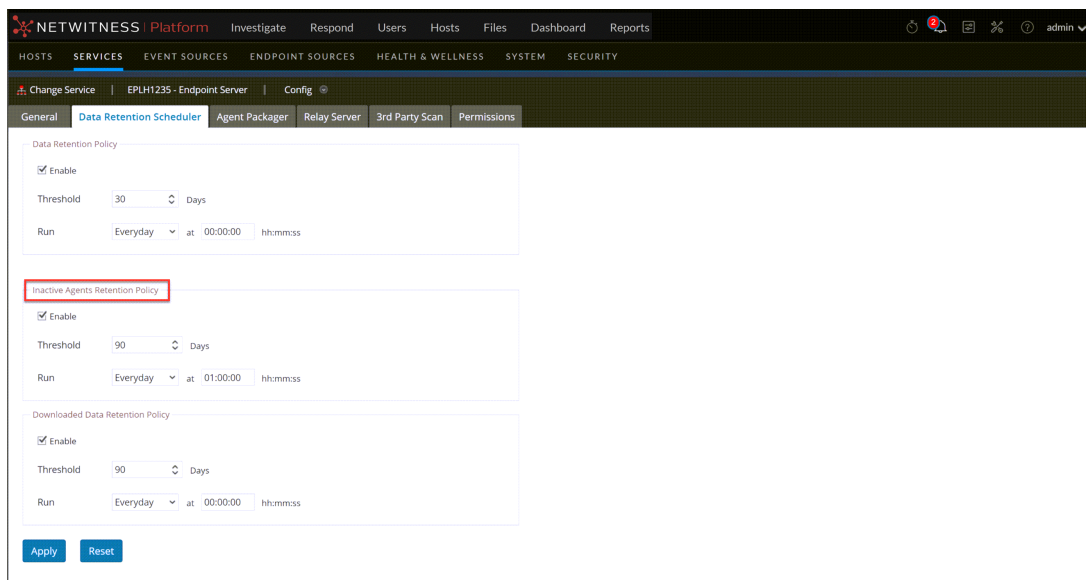 NETWITNESS Platform Investigate Respond Users Hosts Files Dashboard Reports 2 admin
HOSTS SERVICES EVENT SOURCES ENDPOINT SOURCES HEALTH & WELLNESS SYSTEM SECURITY
Change Service | EPLH1235 - Endpoint Server | Config
General Data Retention Scheduler Agent Packager Relay Server 3rd Party Scan Permissions
Data Retention Policy
Enable
Threshold 30 Days
Run Everyday at 00:00:00 hh:mm:ss
Inactive Agents Retention Policy
Enable
Threshold 90 Days
Run Everyday at 01:00:00 hh:mm:ss
Downloaded Data Retention Policy
Enable
Threshold 90 Days
Run Everyday at 00:00:00 hh:mm:ss
Apply Reset